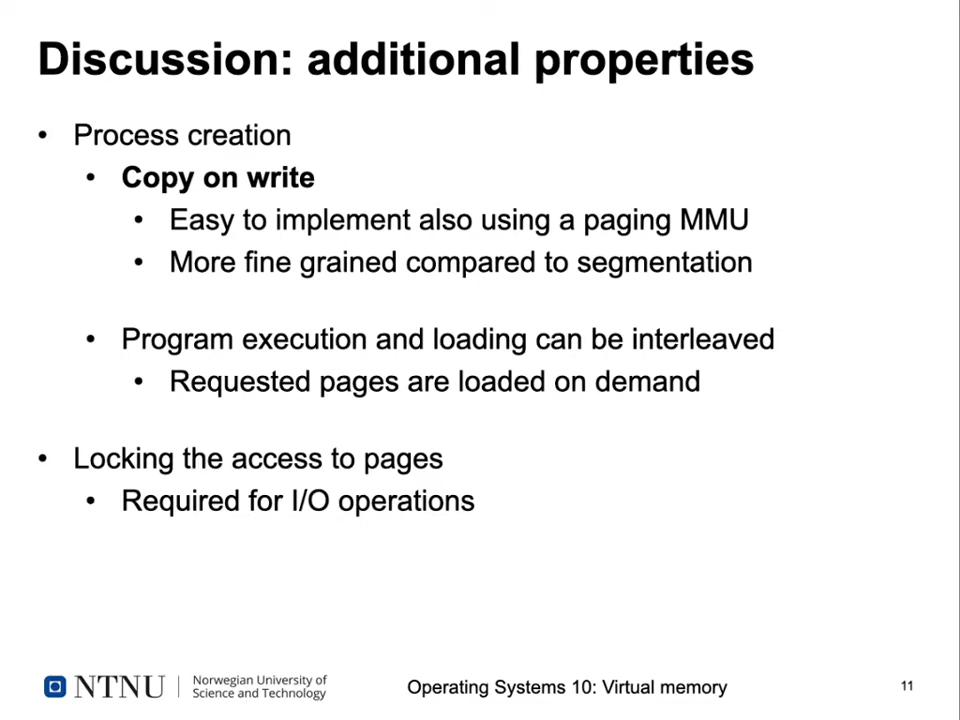 Discussion: additional properties
• Process creation
• Copy on write
• Easy to implement also using a paging MMU
• More fine grained compared to segmentation
• Program execution and loading can be interleaved
• Requested pages are loaded on demand
• Locking the access to pages
• Required for I/O operations
NTNU
Norwegian University of
Science and Technology
Operating Systems 10: Virtual memory
11